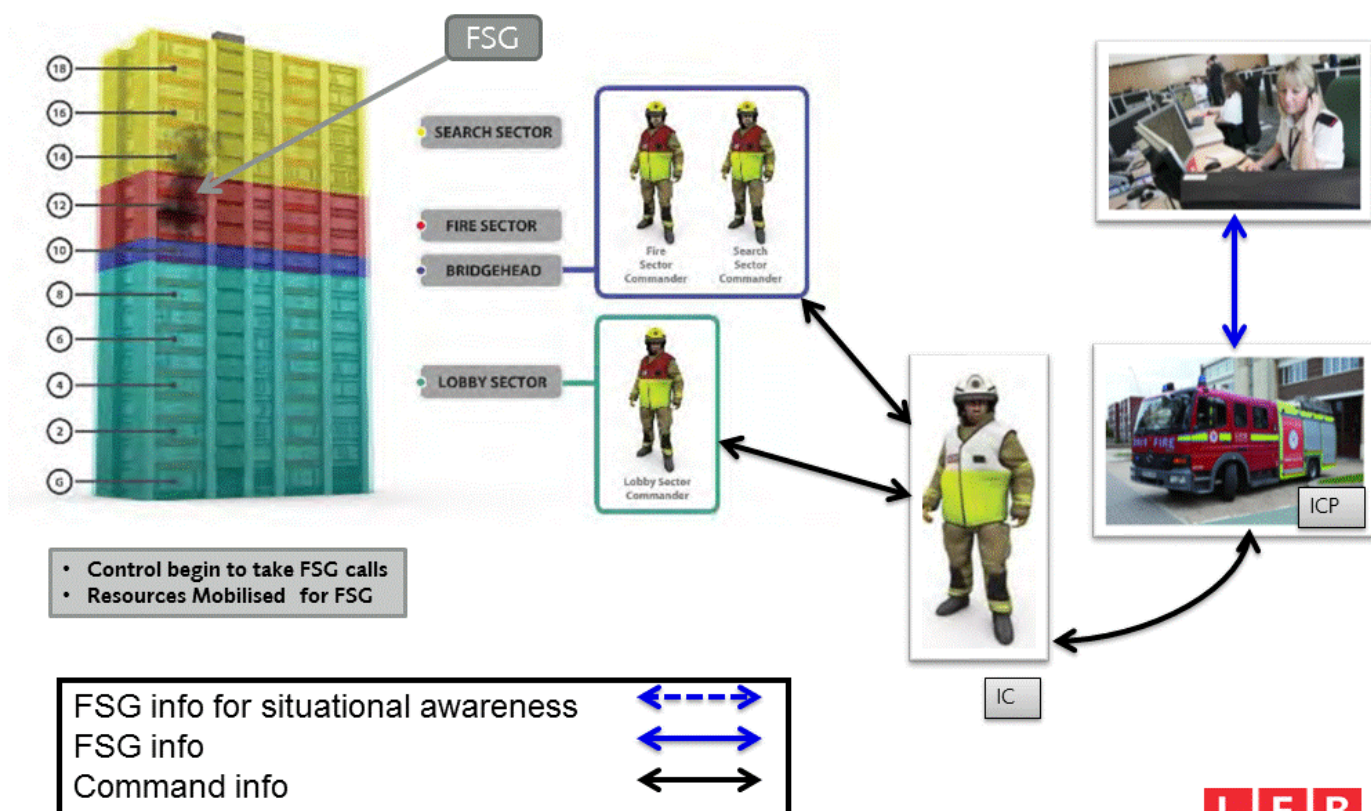 FSG
18
16
14
12
10
8
6
4
2
G
SEARCH SECTOR
FIRE SECTOR
BRIDGEHEAD
LOBBY SECTOR
Fire
Sector
Commander
Search
Sector
Commander
Lobby Sector
Commander
ICP
IC
• Control begin to take FSG calls
• Resources Mobilised for FSG
FSG info for situational awareness
FSG info
Command info
LFB